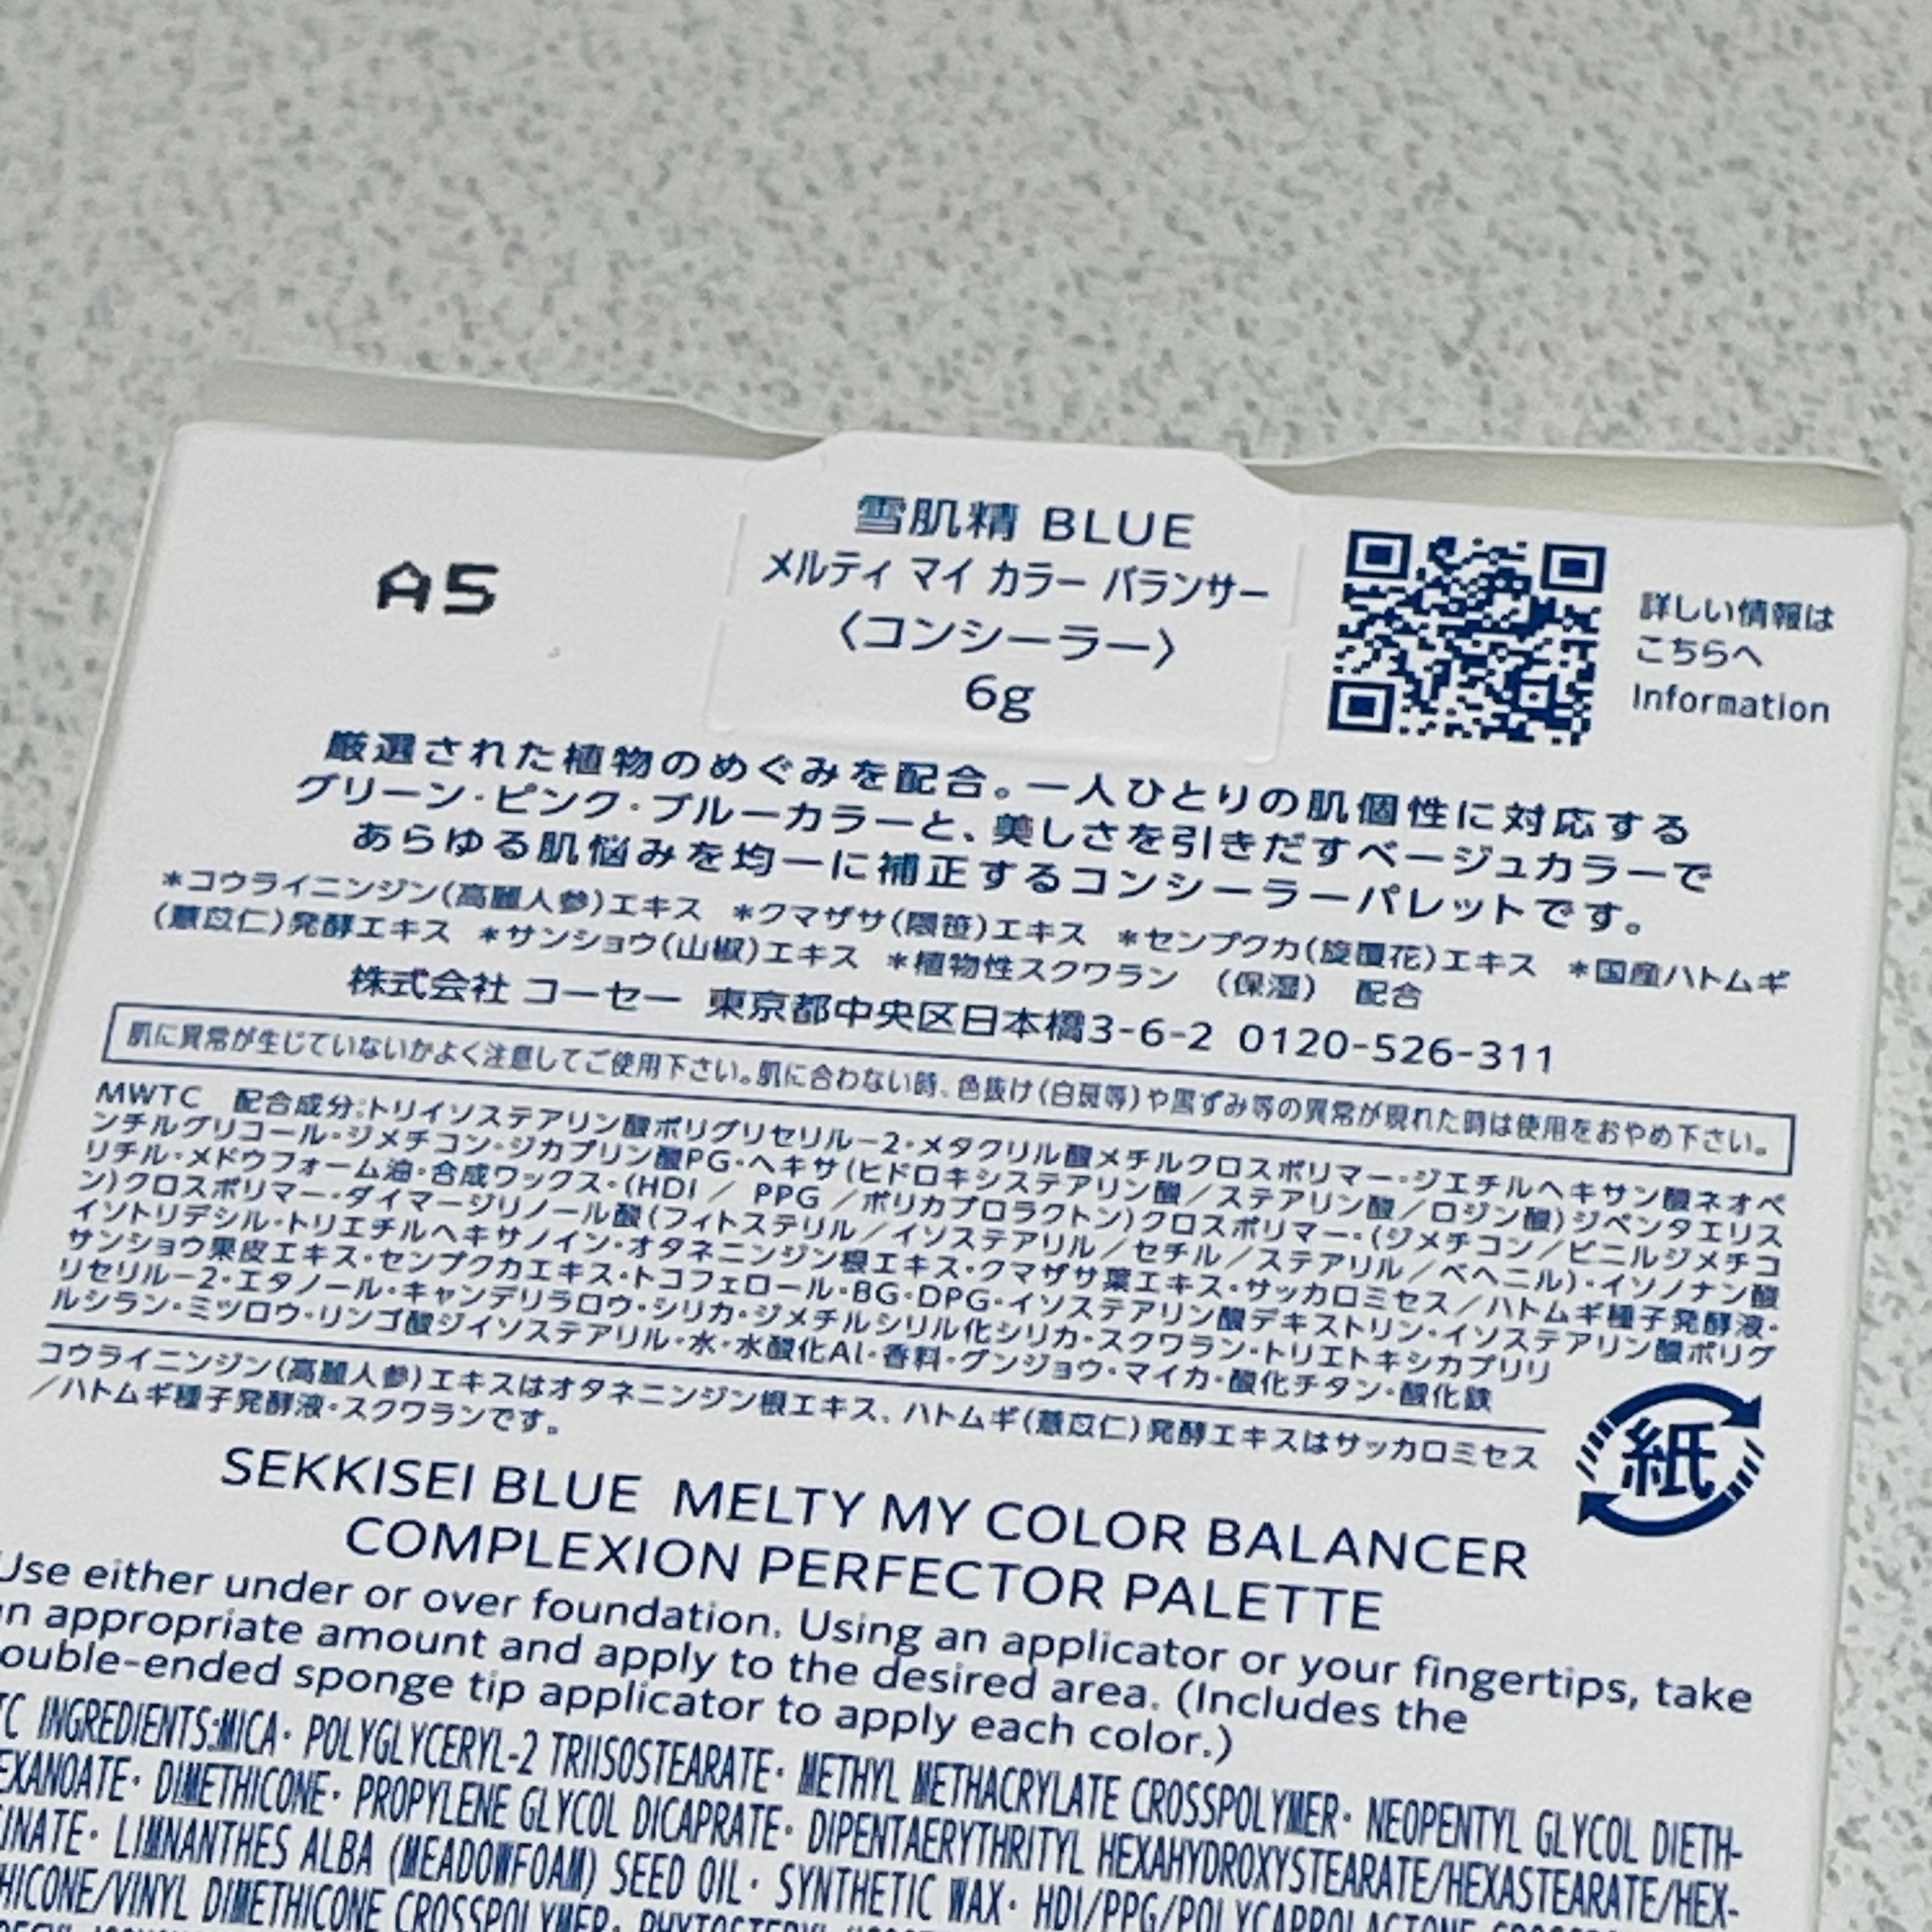 A5
雪肌精 BLUE
メルティ マイ カラー バランサー
〈コンシーラー〉
6g
詳しい情報は
こちらへ
Information
厳選された植物のめぐみを配合。一人ひとりの肌個性に対応する
グリーン・ピンク・ブルーカラーと、美しさを引きだすベージュカラーで
あらゆる肌悩みを均一に補正するコンシーラーパレットです。
*コウライニンジン(高麗人参)エキス *クマザサ(隈笹)エキス *センプクカ(旋覆花)エキス *国産ハトムギ
(薏苡仁)発酵エキス *サンショウ(山椒)エキス *植物性スクワラン (保湿) 配合
株式会社 コーセー 東京都中央区日本橋3-6-2 0120-526-311
肌に異常が生じていないかよく注意してご使用下さい。肌に合わない時、色抜け(白斑等)や黒ずみ等の異常が現れた時は使用をおやめ下さい。
MWTC 配合成分:トリイソステアリン酸ポリグリセリル−2・メタクリル酸メチルクロスポリマー・ジエチルヘキサン酸ネオペ
ンチルグリコール・ジメチコン・ジカプリン酸PG・ヘキサ(ヒドロキシステアリン酸/ステアリン酸/ロジン酸)ジペンタエリス
リチル・メドウフォーム油・合成ワックス・(HDI/PPG/ポリカプロラクトン)クロスポリマー・(ジメチコン/ビニルジメチコ
ン)クロスポリマー・ダイマージリノール酸(フィトステリル/イソステアリル/セチル/ステアリル/ベヘニル)・イソノナン酸
イソトリデシル・トリエチルヘキサノイン・オタネニンジン根エキス・クマザサ葉エキス・サッカロミセス/ハトムギ種子発酵液・
サンショウ果皮エキス・センプクカエキス・トコフェロール・BG・DPG・イソステアリン酸デキストリン・イソステアリン酸ポリグ
リセリル−2・エタノール・キャンデリラロウ・シリカ・ジメチルシリル化シリカ・スクワラン・トリエトキシカプリリ
ルシラン・ミツロウ・リンゴ酸ジイソステアリル・水・水酸化Al・香料・グンジョウ・マイカ・酸化チタン・酸化鉄
コウライニンジン(高麗人参)エキスはオタネニンジン根エキス、ハトムギ(薏苡仁)発酵エキスはサッカロミセス
/ハトムギ種子発酵液・スクワランです。
紙
SEKKISEI BLUE MELTY MY COLOR BALANCER
COMPLEXION PERFECTOR PALETTE
Use either under or over foundation. Using an applicator or your fingertips, take
an appropriate amount and apply to the desired area. (Includes the
ouble-ended sponge tip applicator to apply each color.)
TC INGREDIENTS:MICA・ POLYGLYCERYL-2 TRIISOSTEARATE・ METHYL METHACRYLATE CROSSPOLYMER・ NEOPENTYL GLYCOL DIETH-
EXANOATE・ DIMETHICONE・ PROPYLENE GLYCOL DICAPRATE・ DIPENTAERYTHRITYL HEXAHYDROXYSTEARATE/HEXASTEARATE/HEX-
INATE・ LIMNANTHES ALBA (MEADOWFOAM) SEED OIL・ SYNTHETIC WAX・ HDI/PPG/POLYCAPROLACTONE
HICONE/VINYL DIMETHICONE CROSSPOLYMER・